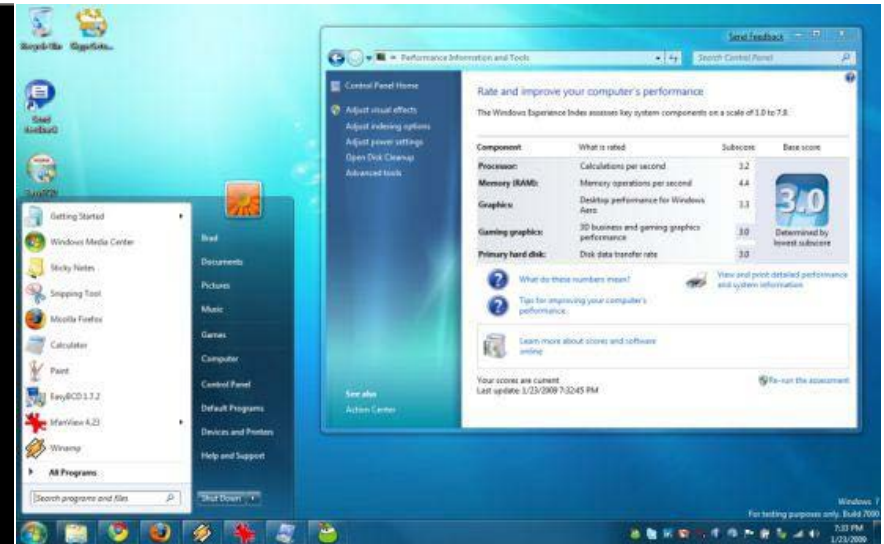 Recycle Bin
Send Feedback
Performance Information and Tools
Search Control Panel
Control Panel Home
Adjust visual effects
Adjust indexing options
Adjust power settings
Open Disk Cleanup
Advanced tools
See also
Action Center
Rate and improve your computer's performance
The Windows Experience Index assesses key system components on a scale of 1.0 to 7.9.
Component What is rated Subscore Base score
Processor: Calculations per second 3.2
Memory (RAM): Memory operations per second 4.4
Graphics: Desktop performance for Windows Aero 3.3
Gaming graphics: 3D business and gaming graphics performance 3.0
Primary hard disk: Disk data transfer rate 3.0
3.0
Determined by
lowest subscore
What do these numbers mean?
Tips for improving your computer's
performance.
View and print detailed performance
and system information
Learn more about scores and software
online
Your scores are current
Last update: 1/23/2009 7:32:45 PM
Re-run the assessment
Send
Feedback
Getting Started
Windows Media Center
Sticky Notes
Snipping Tool
Mozilla Firefox
Calculator
Paint
EasyBCD 1.7.2
IrfanView 4.23
Winamp
All Programs
Search programs and files
Brad
Documents
Pictures
Music
Games
Computer
Control Panel
Default Programs
Devices and Printers
Help and Support
Shut Down
Windows 7
For testing purposes only. Build 7000
7:33 PM
1/23/2009